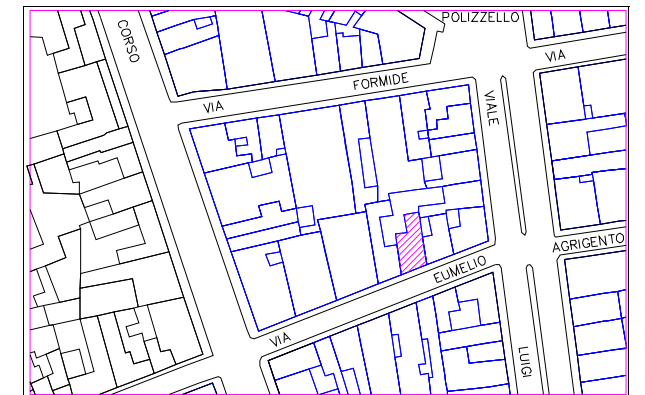 POLIZZELLO
CORSO
VIA
VIA FORMIDE
VIALE
AGRIGENTO
VIA EUMELIO
LUIGI